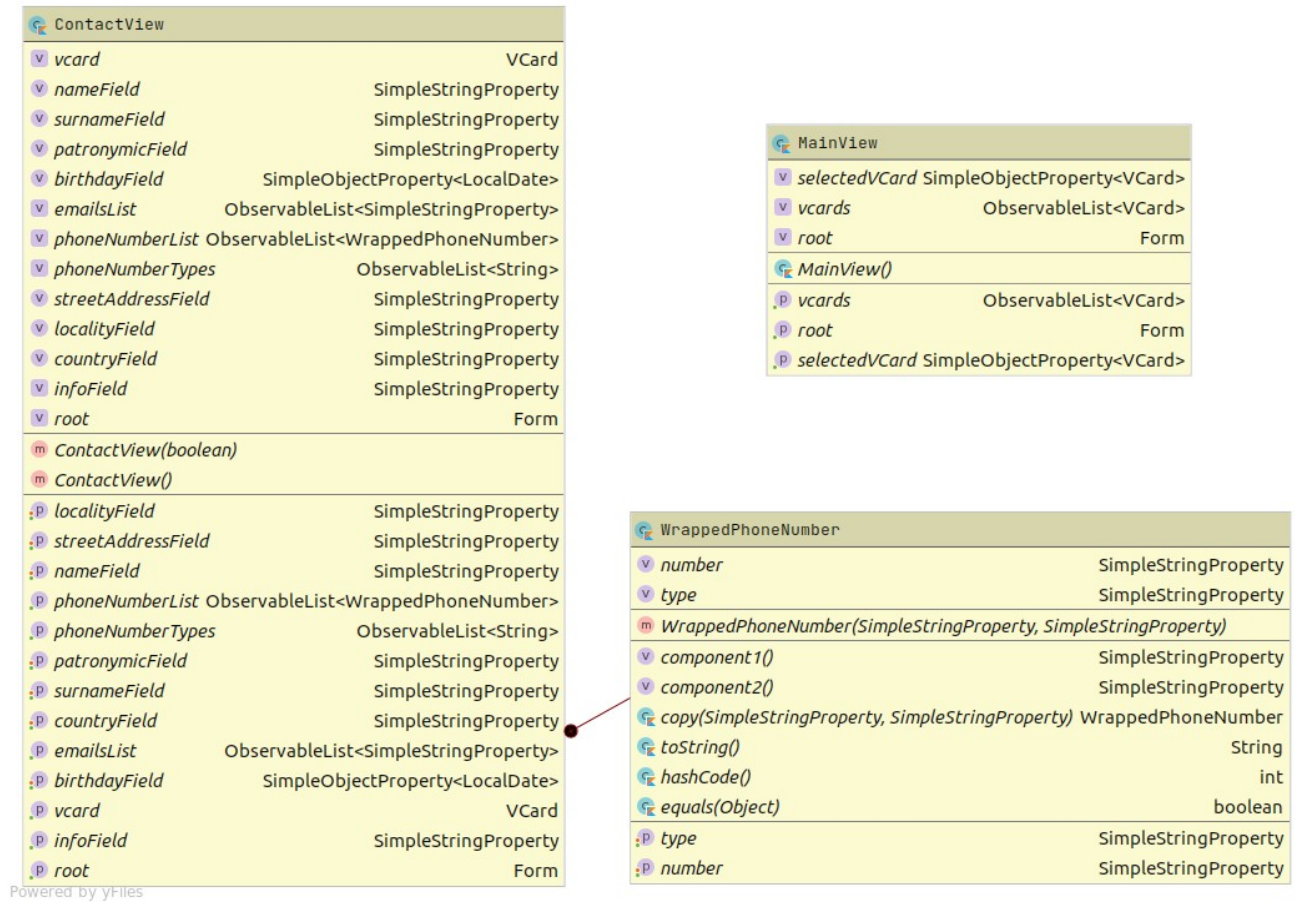 ContactView
vcard VCard
nameField SimpleStringProperty
surnameField SimpleStringProperty
patronymicField SimpleStringProperty
birthdayField SimpleObjectProperty<LocalDate>
emailsList ObservableList<SimpleStringProperty>
phoneNumberList ObservableList<WrappedPhoneNumber>
phoneNumberTypes ObservableList<String>
streetAddressField SimpleStringProperty
localityField SimpleStringProperty
countryField SimpleStringProperty
infoField SimpleStringProperty
root Form
ContactView(boolean)
ContactView()
localityField SimpleStringProperty
streetAddressField SimpleStringProperty
nameField SimpleStringProperty
phoneNumberList ObservableList<WrappedPhoneNumber>
phoneNumberTypes ObservableList<String>
patronymicField SimpleStringProperty
surnameField SimpleStringProperty
countryField SimpleStringProperty
emailsList ObservableList<SimpleStringProperty>
birthdayField SimpleObjectProperty<LocalDate>
vcard VCard
infoField SimpleStringProperty
root Form
MainView
selectedVCard SimpleObjectProperty<VCard>
vcards ObservableList<VCard>
root Form
MainView()
vcards ObservableList<VCard>
root Form
selectedVCard SimpleObjectProperty<VCard>
WrappedPhoneNumber
number SimpleStringProperty
type SimpleStringProperty
WrappedPhoneNumber(SimpleStringProperty, SimpleStringProperty)
component1() SimpleStringProperty
component2() SimpleStringProperty
copy(SimpleStringProperty, SimpleStringProperty) WrappedPhoneNumber
toString() String
hashCode() int
equals(Object) boolean
type SimpleStringProperty
number SimpleStringProperty
Powered by yFiles